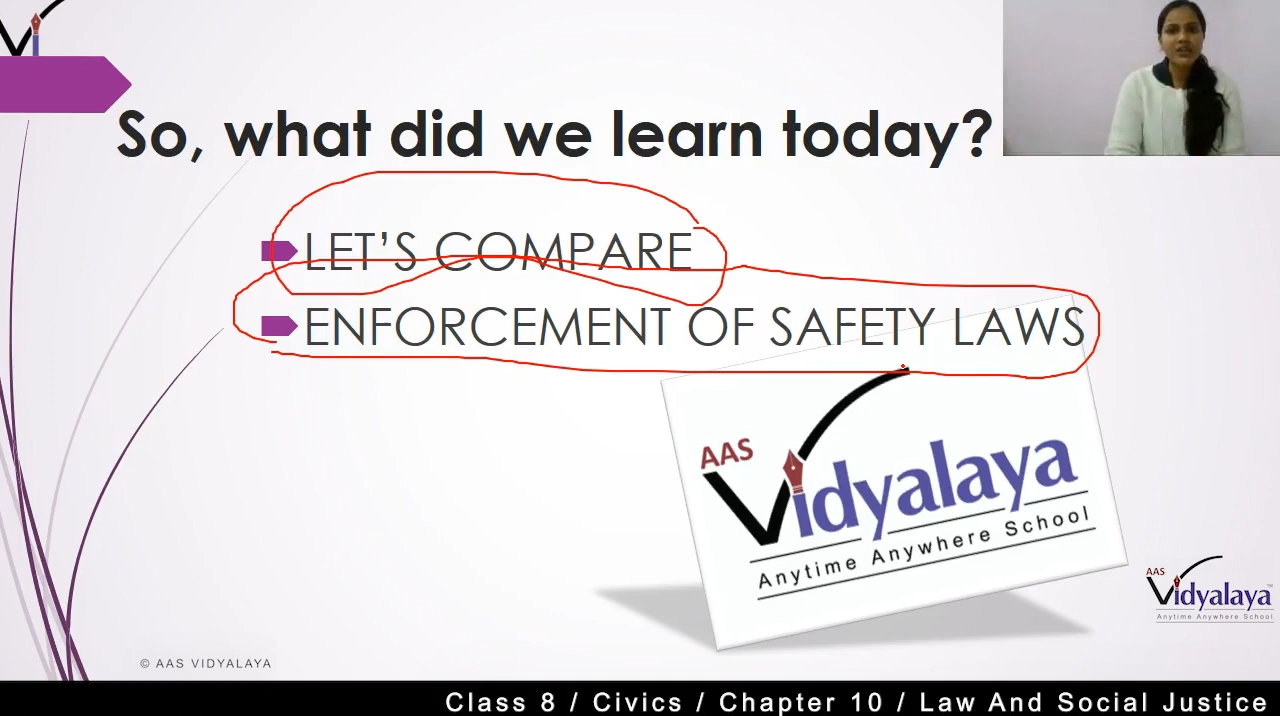 So, what did we learn today?
LET'S COMPARE
ENFORCEMENT OF SAFETY LAWS
AAS
Vidyalaya
Anytime Anywhere School
AAS
Vidyalaya
Anytime Anywhere School
© AAS VIDYALAYA
Class 8 / Civics / Chapter 10 / Law And Social Justice